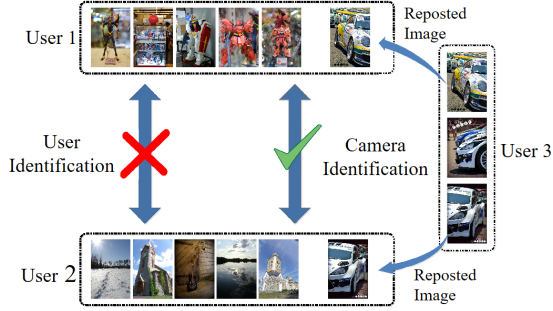 User 1
Reposted
Image
User
Identification
Camera
Identification
User 3
User 2
Reposted
Image